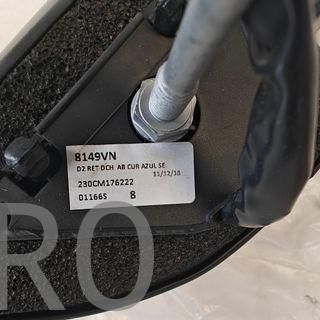 8149VN
D2 RET DCH AB CUR AZUL SE
11/12/18
230CM176222
01166S 8
RO